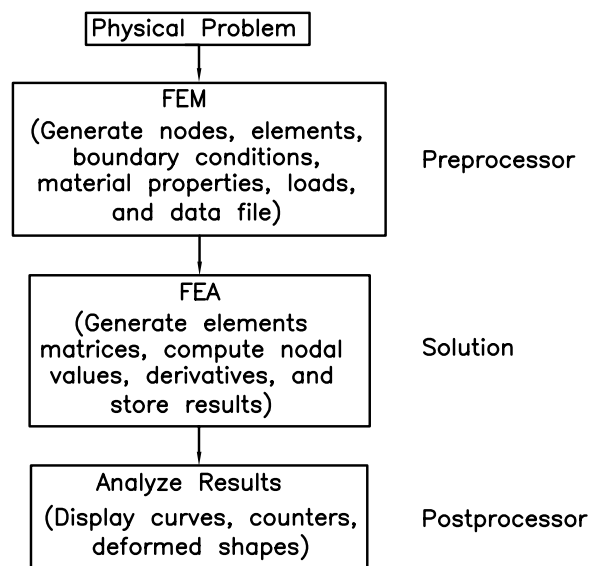 Physical Problem
FEM
(Generate nodes, elements,
boundary conditions,
material properties, loads,
and data file)
Preprocessor
FEA
(Generate elements
matrices, compute nodal
values, derivatives, and
store results)
Solution
Analyze Results
(Display curves, counters,
deformed shapes)
Postprocessor